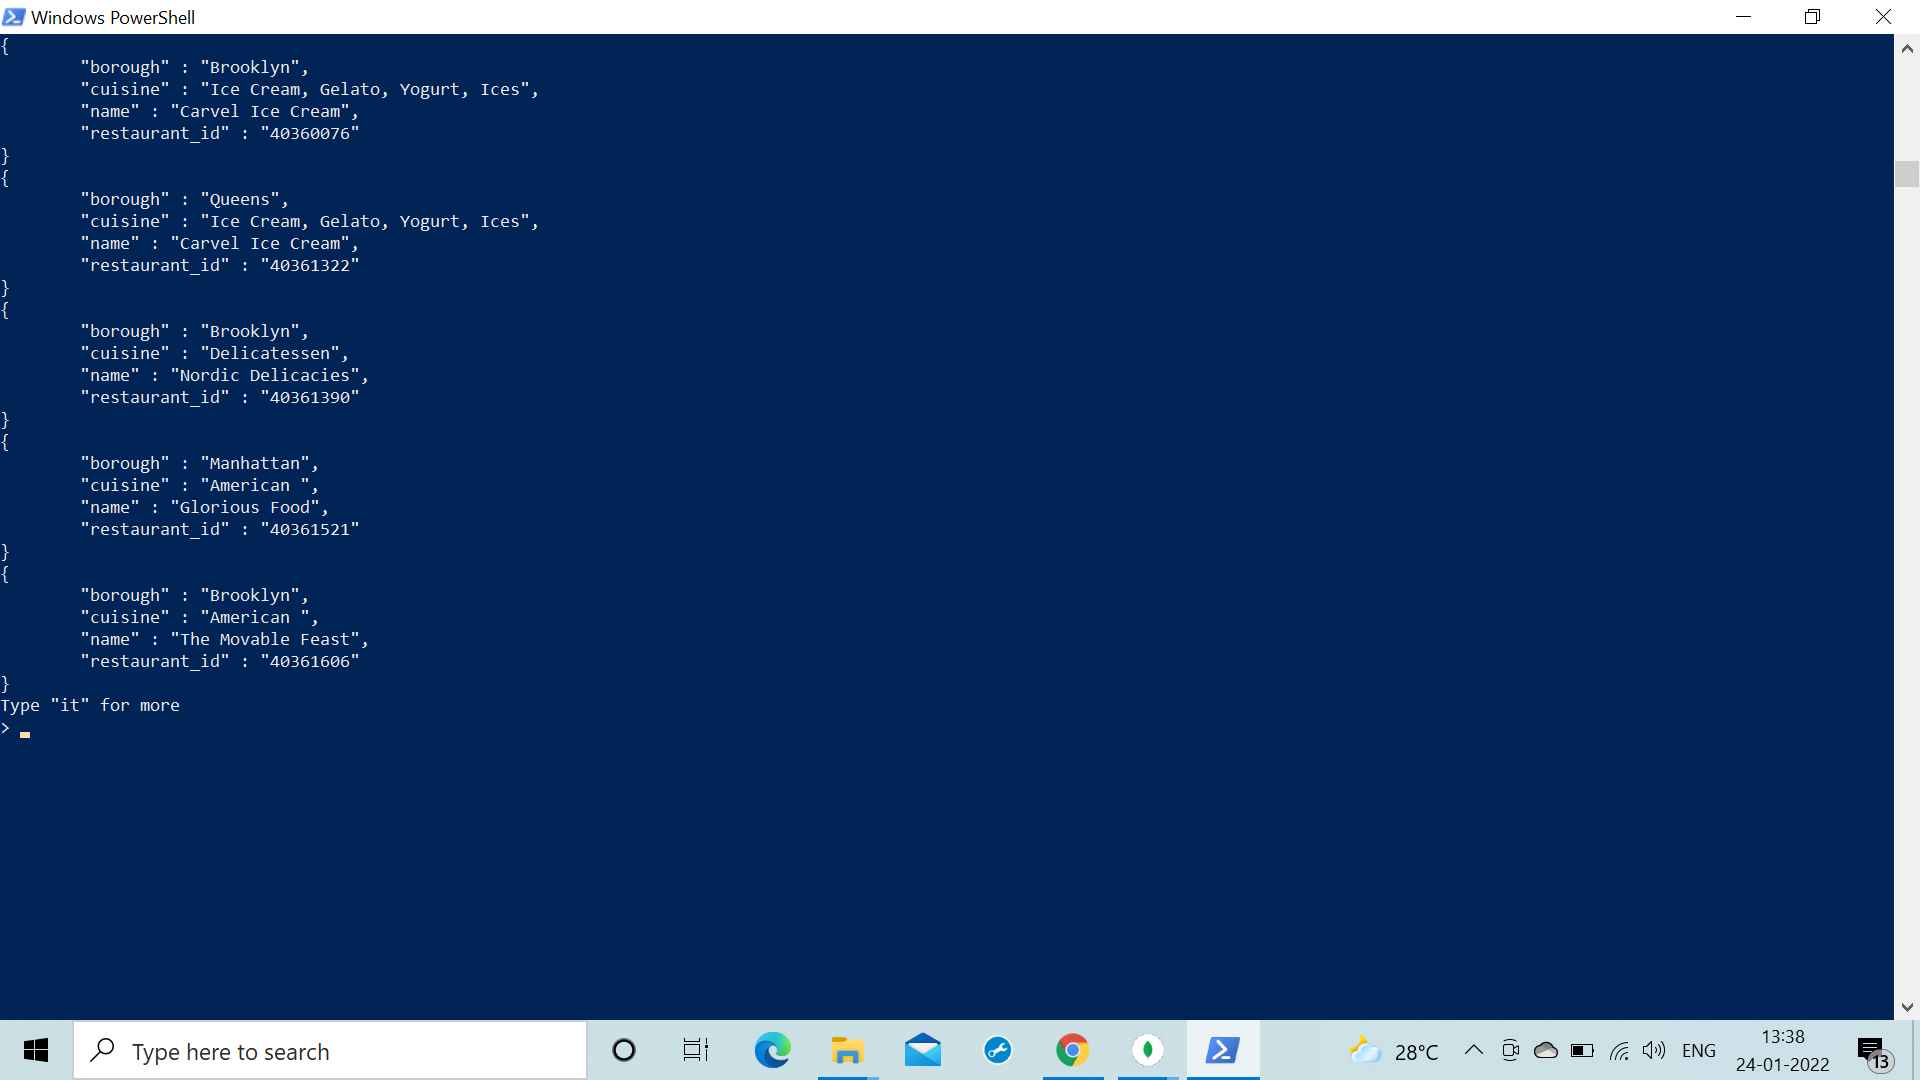 Windows PowerShell
{
"borough" : "Brooklyn",
"cuisine" : "Ice Cream, Gelato, Yogurt, Ices",
"name" : "Carvel Ice Cream",
"restaurant_id" : "40360076"
}
{
"borough" : "Queens",
"cuisine" : "Ice Cream, Gelato, Yogurt, Ices",
"name" : "Carvel Ice Cream",
"restaurant_id" : "40361322"
}
{
"borough" : "Brooklyn",
"cuisine" : "Delicatessen",
"name" : "Nordic Delicacies",
"restaurant_id" : "40361390"
}
{
"borough" : "Manhattan",
"cuisine" : "American ",
"name" : "Glorious Food",
"restaurant_id" : "40361521"
}
{
"borough" : "Brooklyn",
"cuisine" : "American ",
"name" : "The Movable Feast",
"restaurant_id" : "40361606"
}
Type "it" for more
>
Type here to search
28°C
ENG
13:38
24-01-2022
13